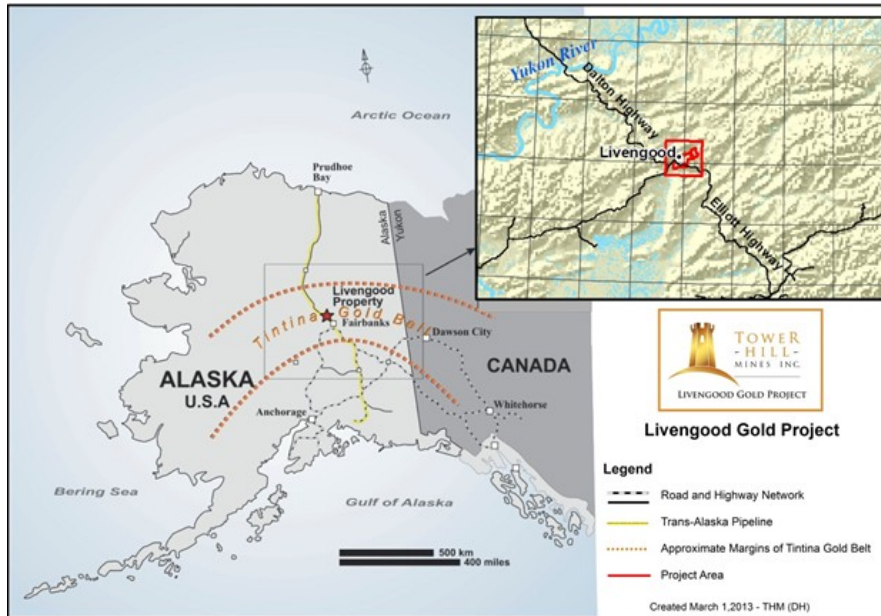 Arctic Ocean
Prudhoe
Bay
Alaska
Yukon
Livengood
Property
Fairbanks
Tintina Gold Belt
Dawson City
ALASKA
U.S.A
CANADA
Anchorage
Whitehorse
Bering Sea
Gulf of Alaska
500 km
400 miles
Yukon River
Dalton Highway
Livengood
Elliott Highway
TOWER
-HILL-
MINES INC.
LIVENGOOD GOLD PROJECT
Livengood Gold Project
Legend
Road and Highway Network
Trans-Alaska Pipeline
Approximate Margins of Tintina Gold Belt
Project Area
Created March 1,2013 - THM (DH)